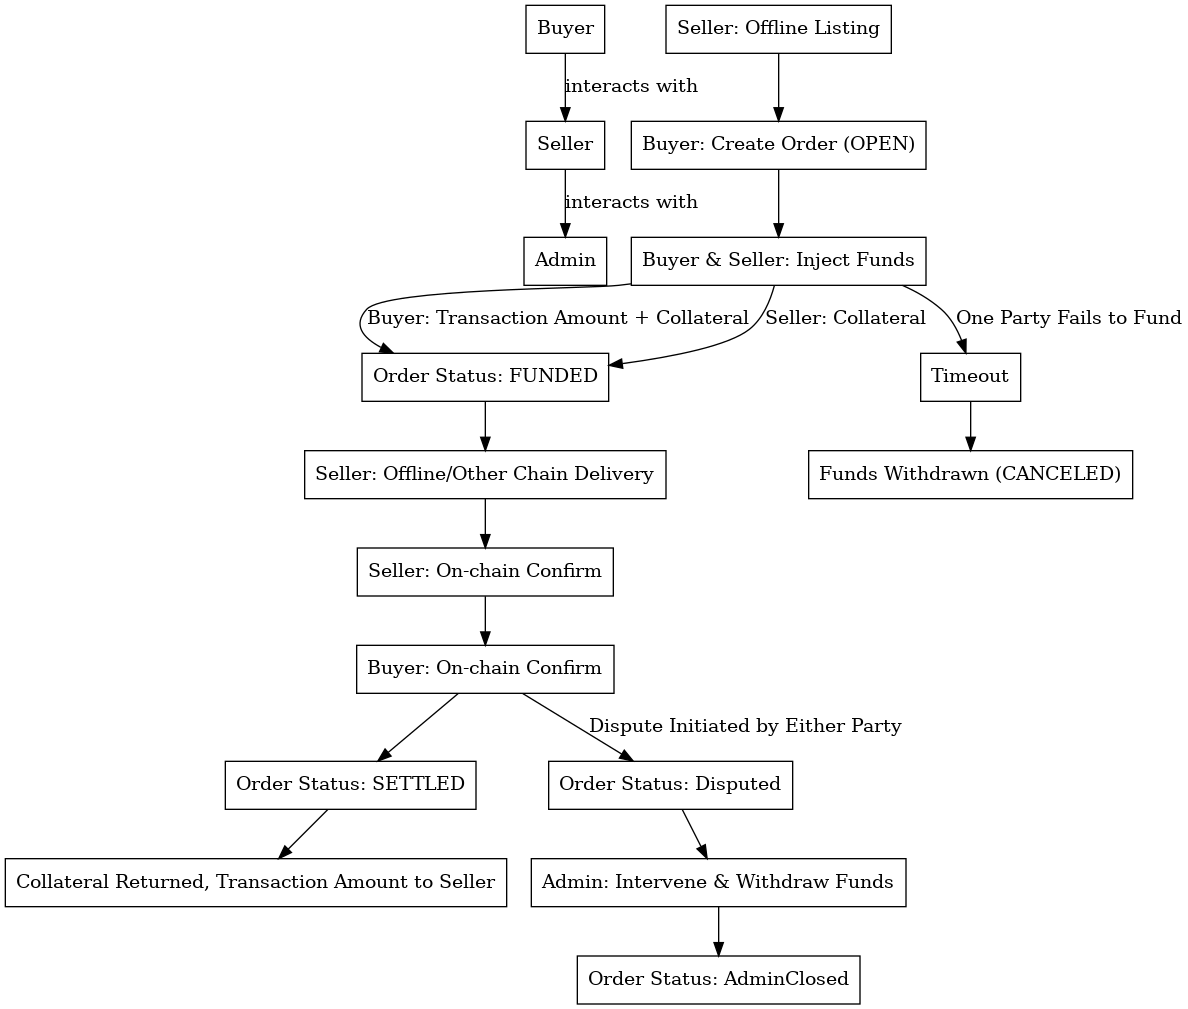 Buyer
Seller: Offline Listing
interacts with
Seller
Buyer: Create Order (OPEN)
interacts with
Admin
Buyer & Seller: Inject Funds
Buyer: Transaction Amount + Collateral
Seller: Collateral
One Party Fails to Fund
Order Status: FUNDED
Timeout
Seller: Offline/Other Chain Delivery
Funds Withdrawn (CANCELED)
Seller: On-chain Confirm
Buyer: On-chain Confirm
Dispute Initiated by Either Party
Order Status: SETTLED
Order Status: Disputed
Collateral Returned, Transaction Amount to Seller
Admin: Intervene & Withdraw Funds
Order Status: AdminClosed